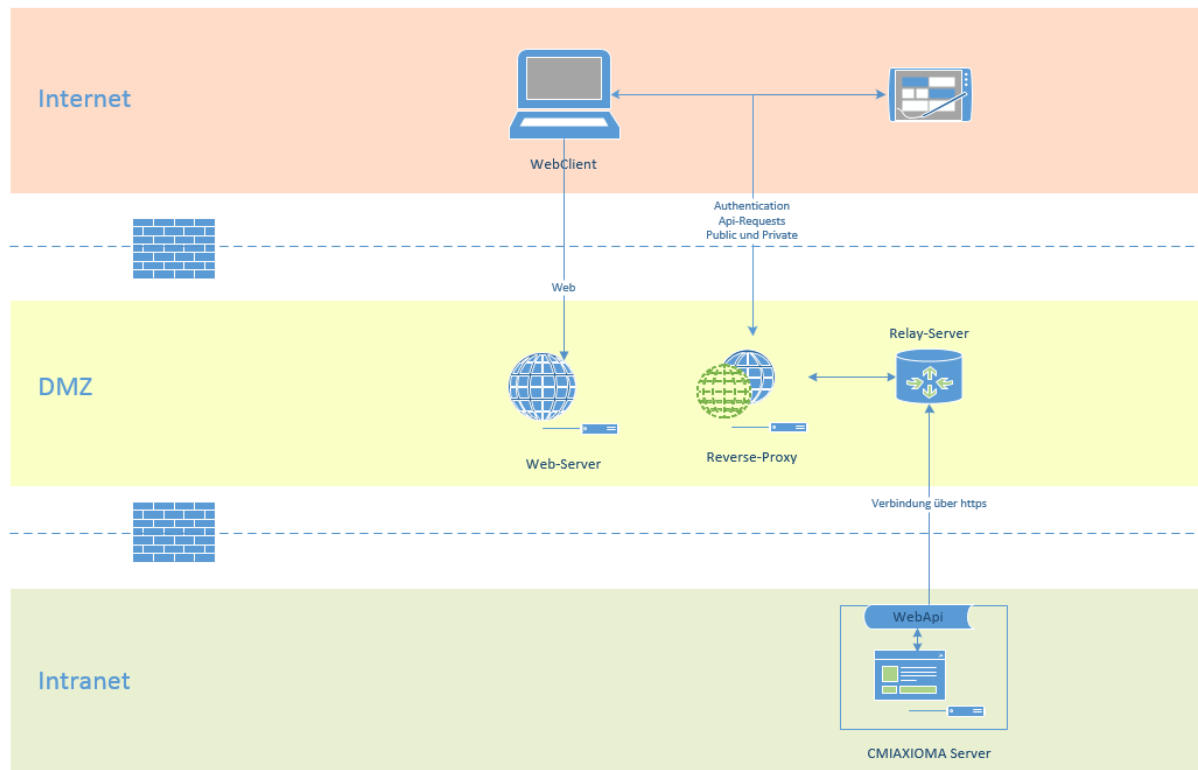 Internet
WebClient
Authentication
Api-Requests
Public und Private
Web
DMZ
Relay-Server
Web-Server
Reverse-Proxy
Verbindung über https
Intranet
WebApi
CMIAXIOMA Server